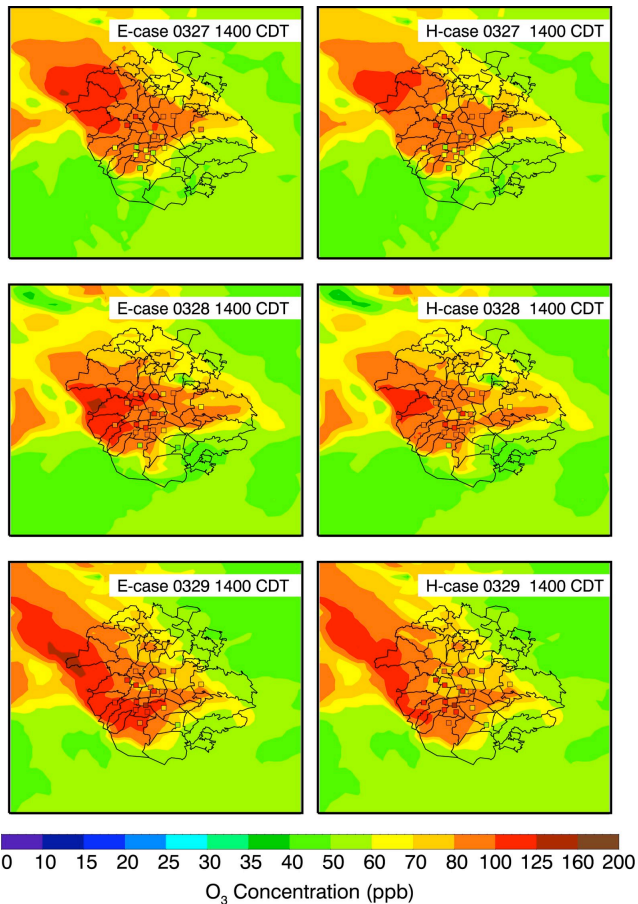 E-case 0327 1400 CDT
H-case 0327 1400 CDT
E-case 0328 1400 CDT
H-case 0328 1400 CDT
E-case 0329 1400 CDT
H-case 0329 1400 CDT
0 10 15 20 25 30 35 40 50 60 70 80 100 125 160 200
O₃ Concentration (ppb)